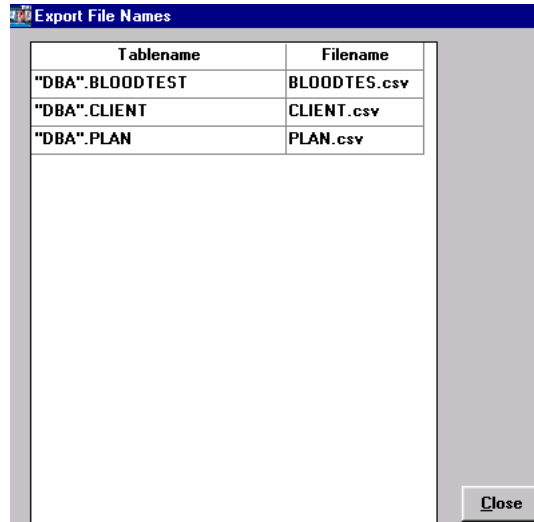 Export File Names
Tablename Filename
"DBA".BLOODTEST BLOODTES.csv
"DBA".CLIENT CLIENT.csv
"DBA".PLAN PLAN.csv
Close